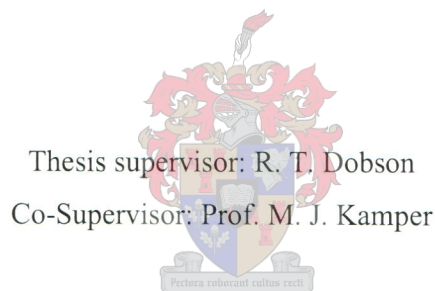 Thesis supervisor: R. T. Dobson
Co-Supervisor: Prof. M. J. Kamper
Pectora roborant cultus recti